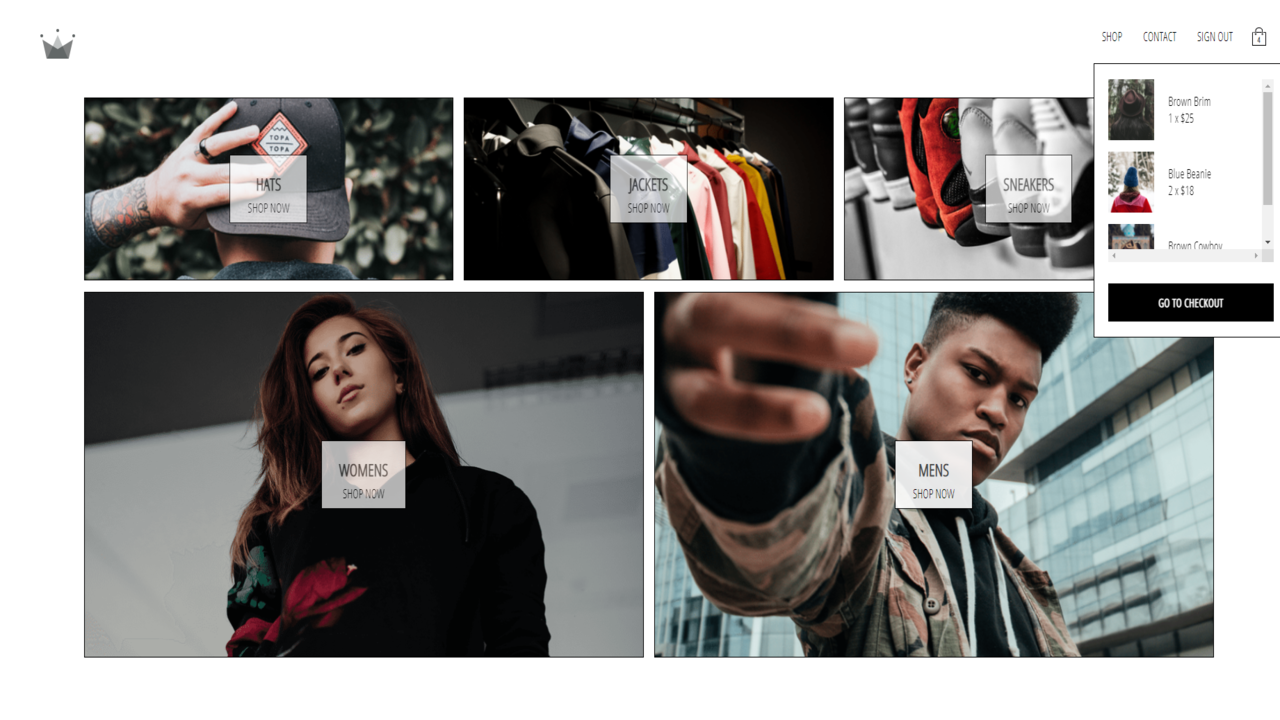 SHOP CONTACT SIGN OUT 4
Brown Brim
1 x $25
Blue Beanie
2 x $18
Brown Cowboy
GO TO CHECKOUT
TOPA
TOPA
HATS
SHOP NOW
JACKETS
SHOP NOW
SNEAKERS
SHOP NOW
WOMENS
SHOP NOW
MENS
SHOP NOW